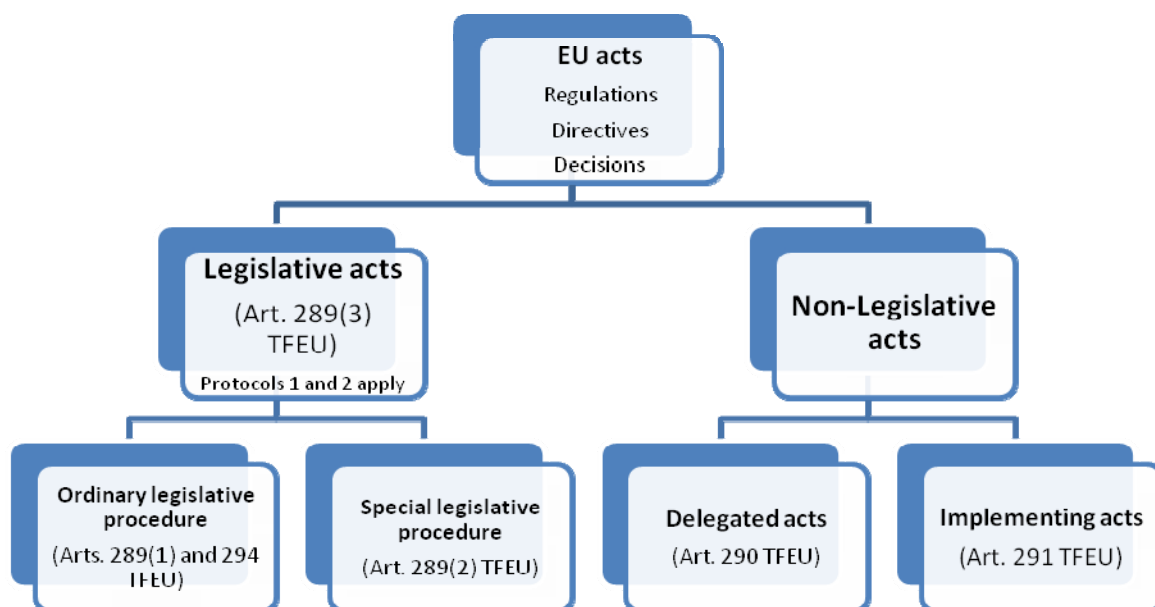 EU acts
Regulations
Directives
Decisions
Legislative acts
(Art. 289(3)
TFEU)
Protocols 1 and 2 apply
Non-Legislative
acts
Ordinary legislative
procedure
(Arts. 289(1) and 294
TFEU)
Special legislative
procedure
(Art. 289(2) TFEU)
Delegated acts
(Art. 290 TFEU)
Implementing acts
(Art. 291 TFEU)